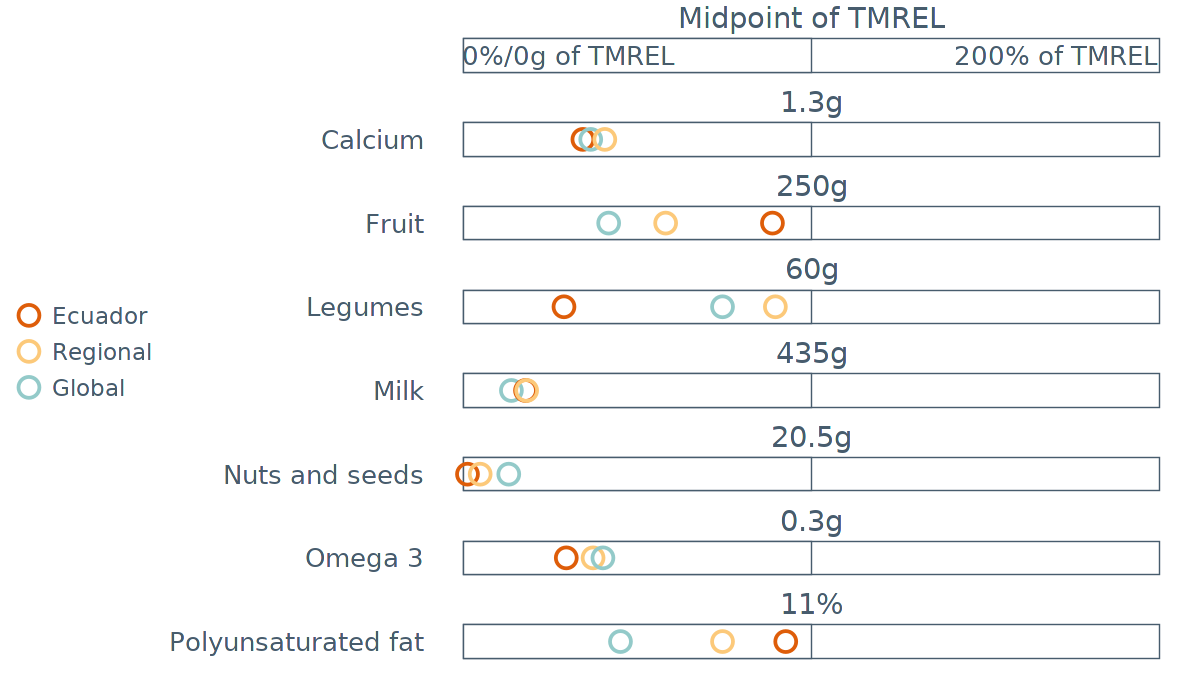 Midpoint of TMREL
0%/0g of TMREL
200% of TMREL
1.3g
Calcium
250g
Fruit
60g
Legumes
435g
Milk
20.5g
Nuts and seeds
0.3g
Omega 3
11%
Polyunsaturated fat
Ecuador
Regional
Global